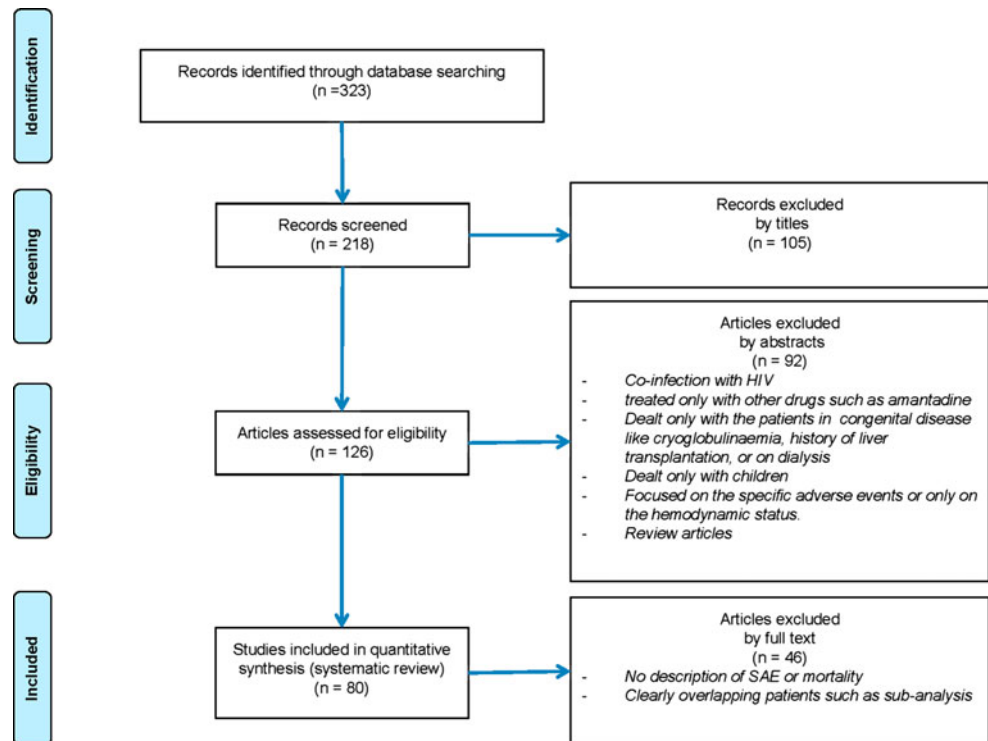 Identification
Records identified through database searching
(n =323)
Screening
Records screened
(n = 218)
Records excluded
by titles
(n = 105)
Eligibility
Articles assessed for eligibility
(n = 126)
Articles excluded
by abstracts
(n = 92)
- Co-infection with HIV
- treated only with other drugs such as amantadine
- Dealt only with the patients in congenital disease
like cryoglobulinaemia, history of liver
transplantation, or on dialysis
- Dealt only with children
- Focused on the specific adverse events or only on
the hemodynamic status.
- Review articles
Included
Studies included in quantitative
synthesis (systematic review)
(n = 80)
Articles excluded
by full text
(n = 46)
- No description of SAE or mortality
- Clearly overlapping patients such as sub-analysis